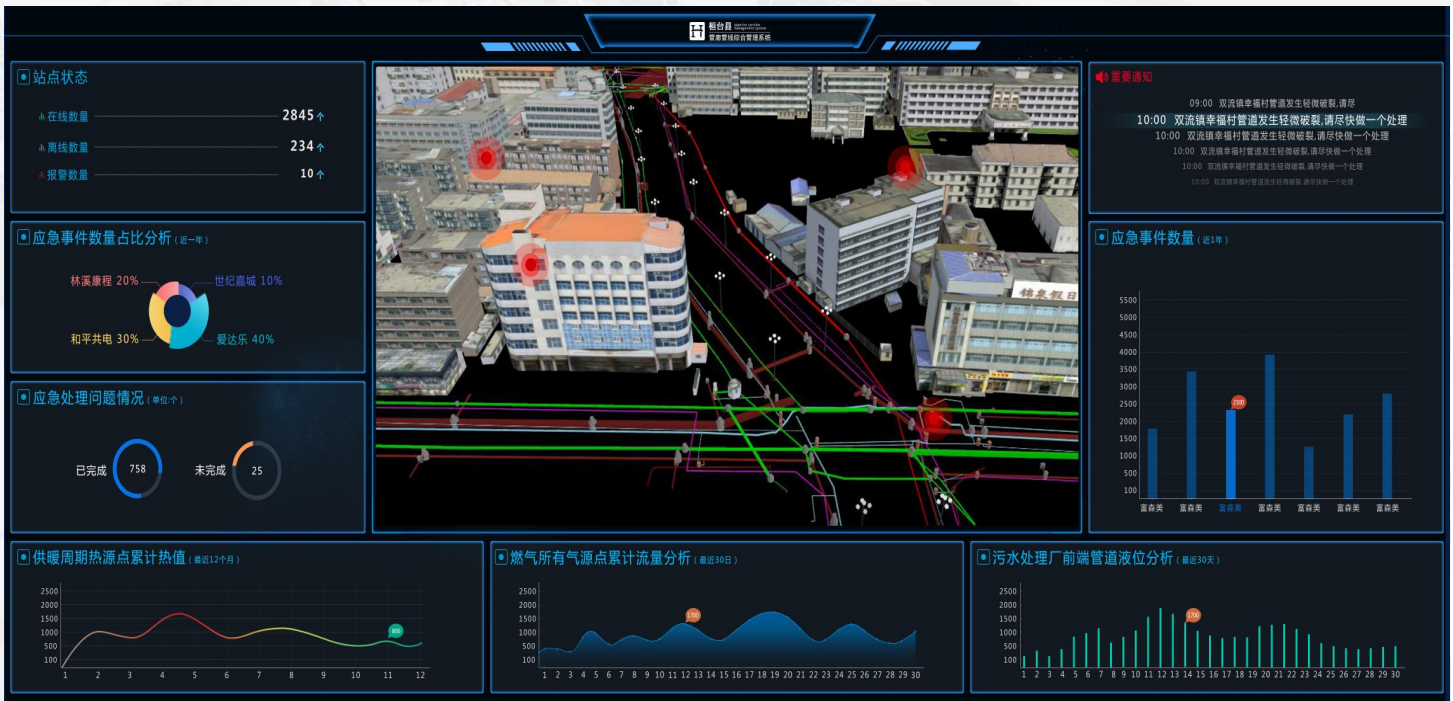 桓台县
管廊管线综合管理系统
站点状态
在线数量 2845个
离线数量 234个
报警数量 10个
应急事件数量占比分析(近一年)
林溪康程 20%
世纪嘉城 10%
和平共电 30%
爱达乐 40%
应急处理问题情况(单位:个)
已完成 758
未完成 25
锦泉假日
重要通知
09:00 双流镇幸福村管道发生轻微破裂,请尽
10:00 双流镇幸福村管道发生轻微破裂,请尽快做一个处理
10:00 双流镇幸福村管道发生轻微破裂,请尽快做一个处理
10:00 双流镇幸福村管道发生轻微破裂,请尽快做一个处理
10:00 双流镇幸福村管道发生轻微破裂,请尽快做一个处理
10:00 双流镇幸福村管道发生轻微破裂,请尽快做一个处理
应急事件数量(近1年)
5500
5000
4500
4000
3500
3000
2500
2000
1500
1000
500
100
2300
富森美 富森美 富森美 富森美 富森美 富森美 富森美
供暖周期热源点累计热值(最近12个月)
2500
2000
1500
1000
500
100
800
1 2 3 4 5 6 7 8 9 10 11 12
燃气所有气源点累计流量分析(最近30日)
2500
2000
1500
1000
500
100
1700
1 2 3 4 5 6 7 8 9 10 11 12 13 14 15 16 17 18 19 20 21 22 23 24 25 26 27 28 29 30
污水处理厂前端管道液位分析(最近30天)
2500
2000
1500
1000
500
100
1700
1 2 3 4 5 6 7 8 9 10 11 12 13 14 15 16 17 18 19 20 21 22 23 24 25 26 27 28 29 30